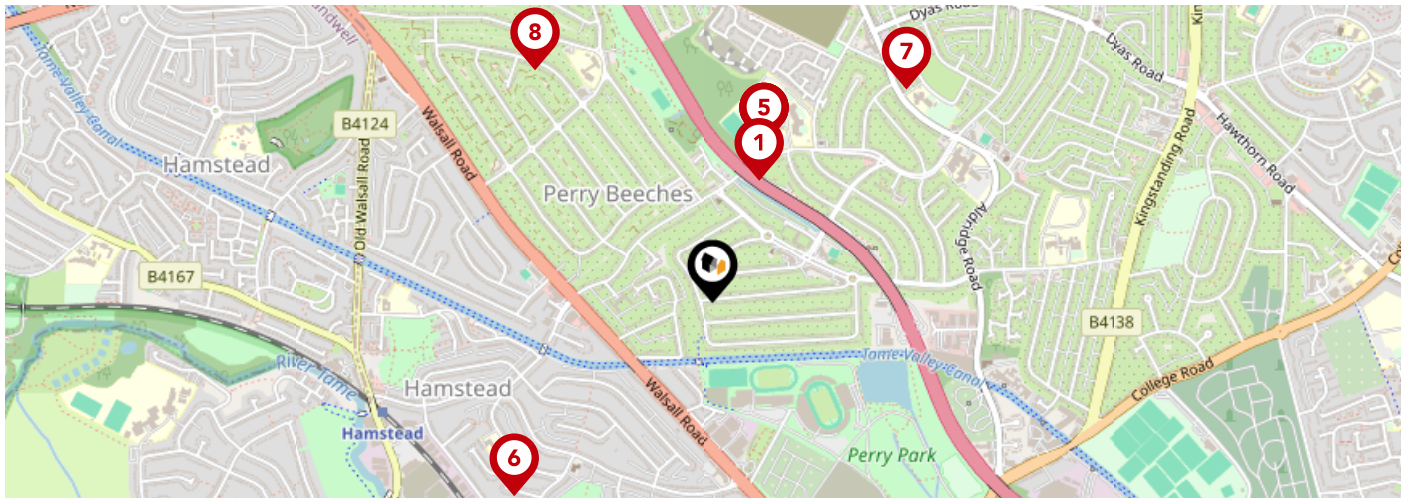 8
Dyas Road
7
Dyas Road
Tame Valley Canal
B4124
Walsall Road
5
1
Hawthorn Road
Hamstead
Old Walsall Road
Perry Beeches
Kingstanding Road
Aldridge Road
B4167
B4138
Tame Valley Canal
River Tame
Hamstead
Walsall Road
College Road
Hamstead
6
Perry Park